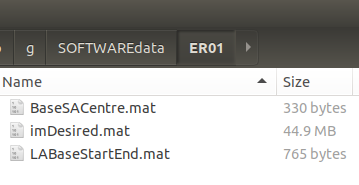 g SOFTWAREdata ER01
Name Size
BaseSACentre.mat 330 bytes
imDesired.mat 44.9 MB
LABaseStartEnd.mat 765 bytes